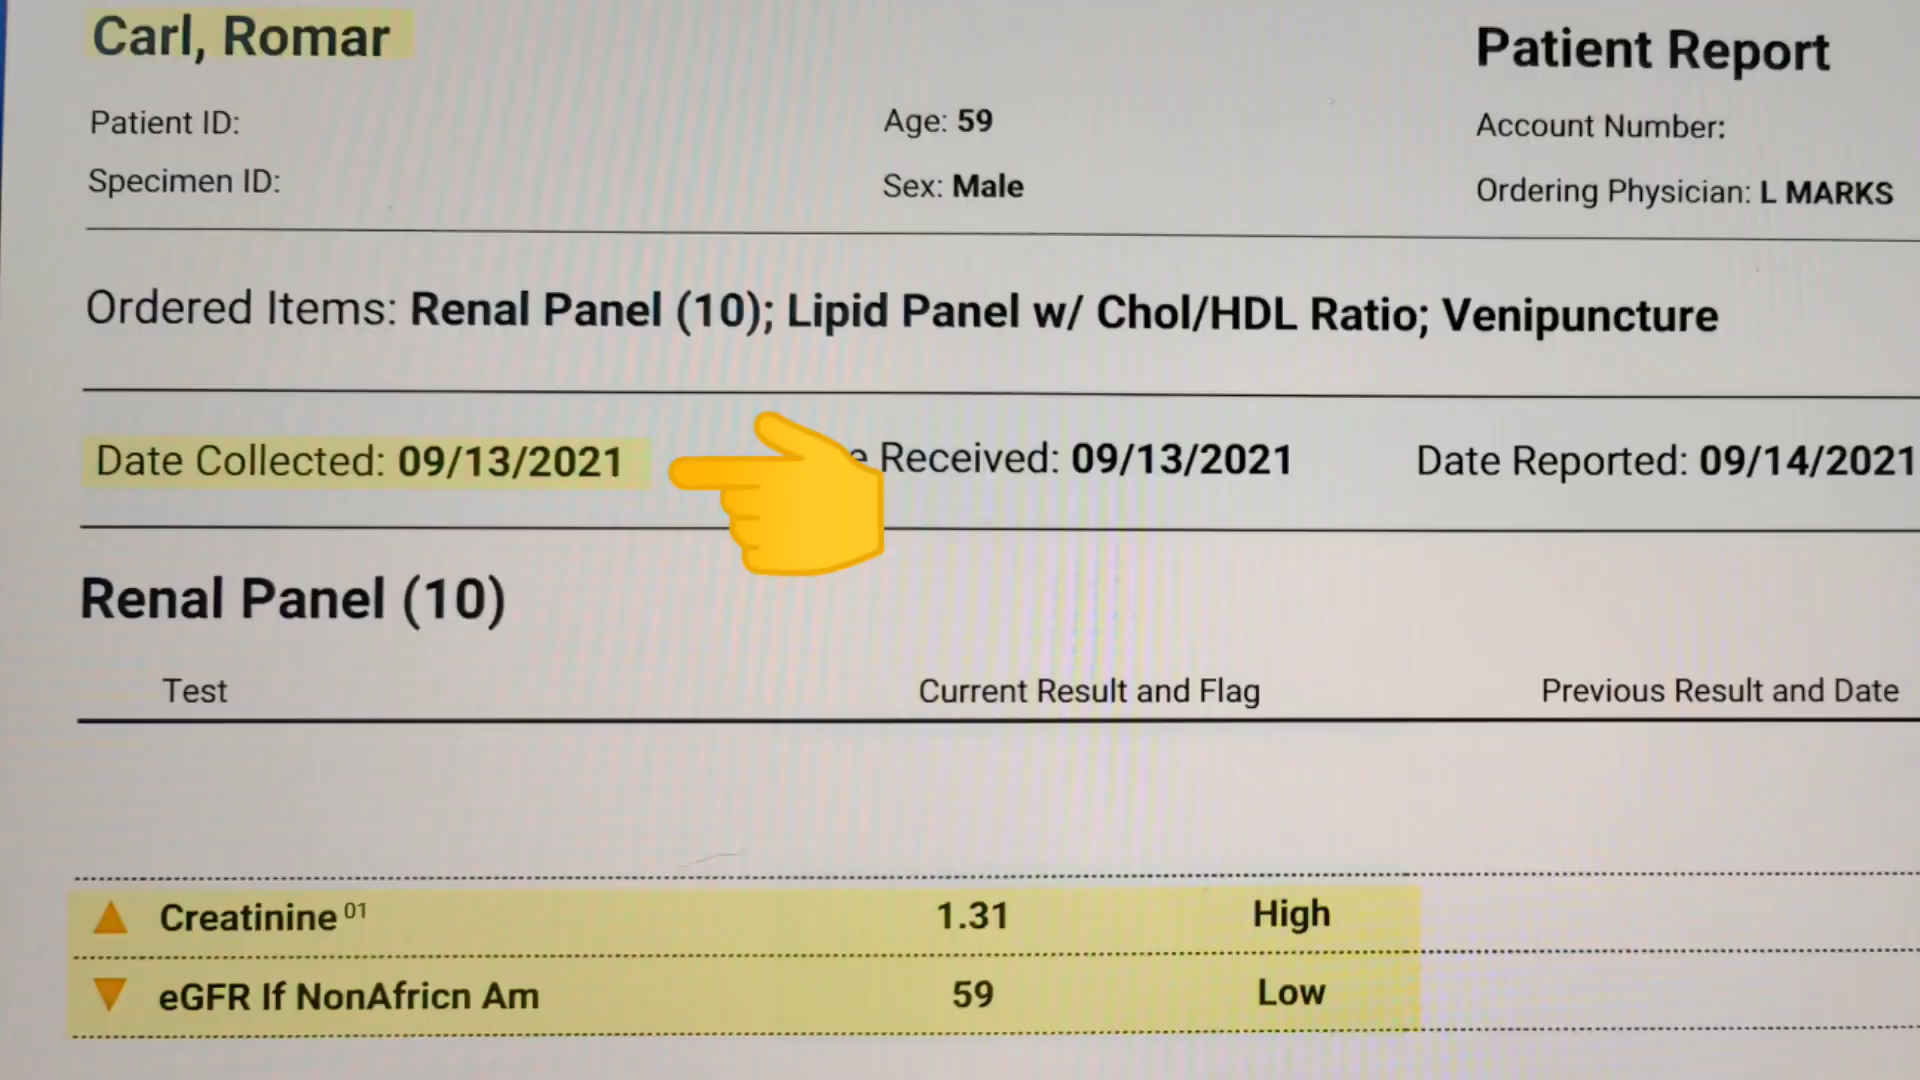 Carl, Romar
Patient Report
Patient ID:
Age: 59
Account Number:
Specimen ID:
Sex: Male
Ordering Physician: L MARKS
Ordered Items: Renal Panel (10); Lipid Panel w/ Chol/HDL Ratio; Venipuncture
Date Collected: 09/13/2021
Received: 09/13/2021
Date Reported: 09/14/2021
Renal Panel (10)
Test
Current Result and Flag
Previous Result and Date
Creatinine 01
1.31
High
eGFR If NonAfricn Am
59
Low